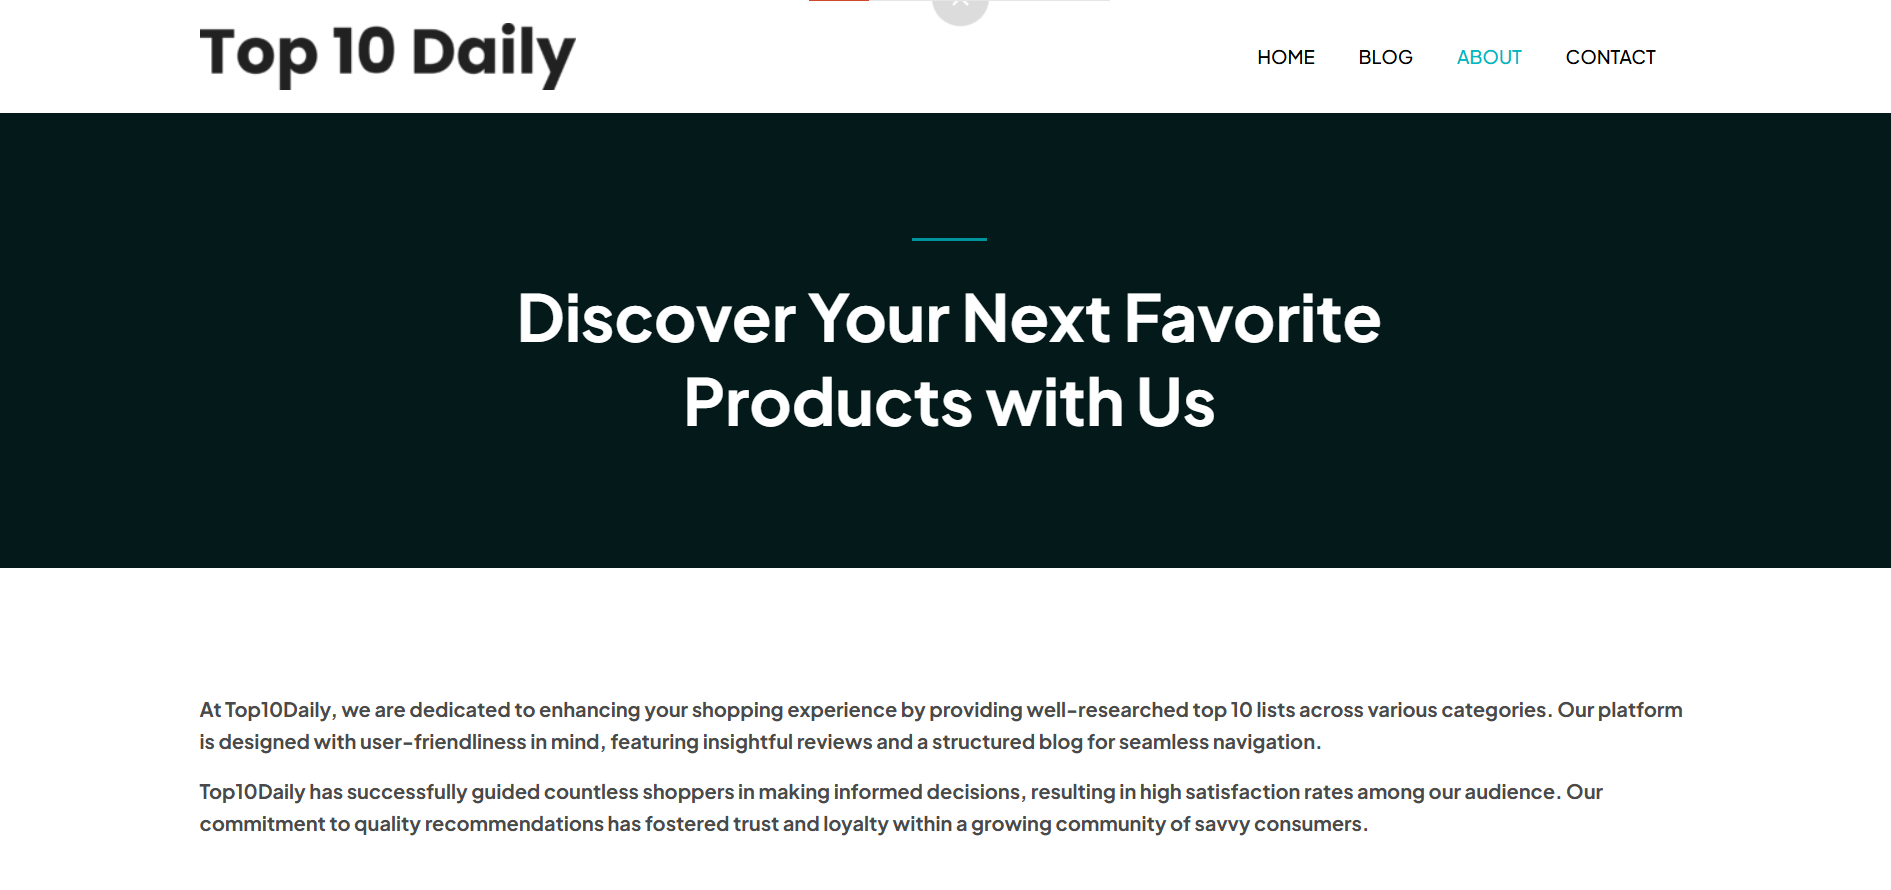 Top 10 Daily
HOME BLOG ABOUT CONTACT
Discover Your Next Favorite
Products with Us
At Top10Daily, we are dedicated to enhancing your shopping experience by providing well-researched top 10 lists across various categories. Our platform
is designed with user-friendliness in mind, featuring insightful reviews and a structured blog for seamless navigation.
Top10Daily has successfully guided countless shoppers in making informed decisions, resulting in high satisfaction rates among our audience. Our
commitment to quality recommendations has fostered trust and loyalty within a growing community of savvy consumers.